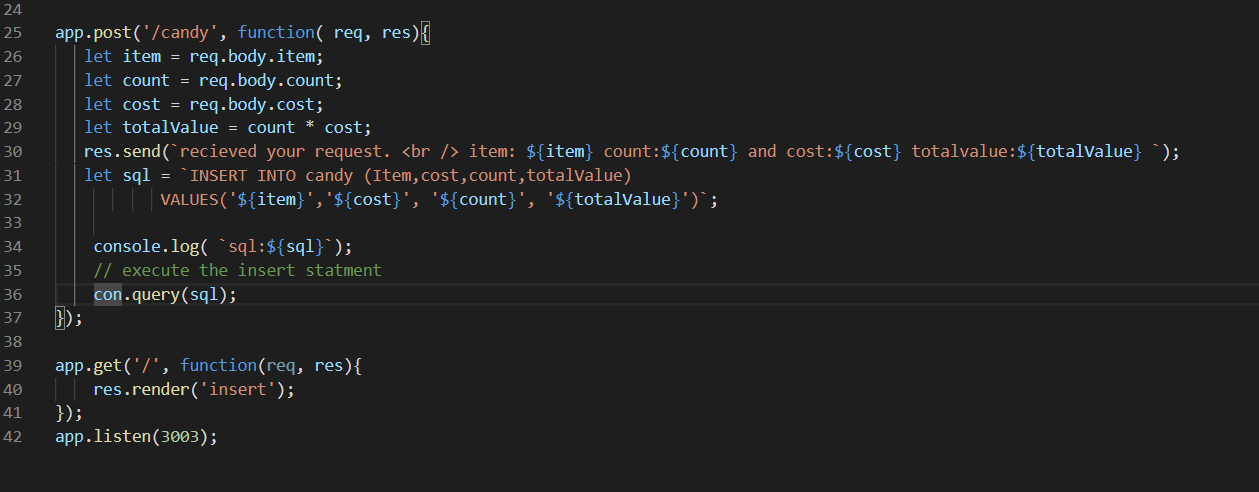 24
25 app.post('/candy', function( req, res){
26 let item = req.body.item;
27 let count = req.body.count;
28 let cost = req.body.cost;
29 let totalValue = count * cost;
30 res.send(`recieved your request. <br /> item: ${item} count:${count} and cost:${cost} totalvalue:${totalValue} `);
31 let sql = `INSERT INTO candy (Item,cost,count,totalValue)
32 VALUES('${item}','${cost}', '${count}', '${totalValue}')`;
33
34 console.log( `sql:${sql}`);
35 // execute the insert statment
36 con.query(sql);
37 });
38
39 app.get('/', function(req, res){
40 res.render('insert');
41 });
42 app.listen(3003);